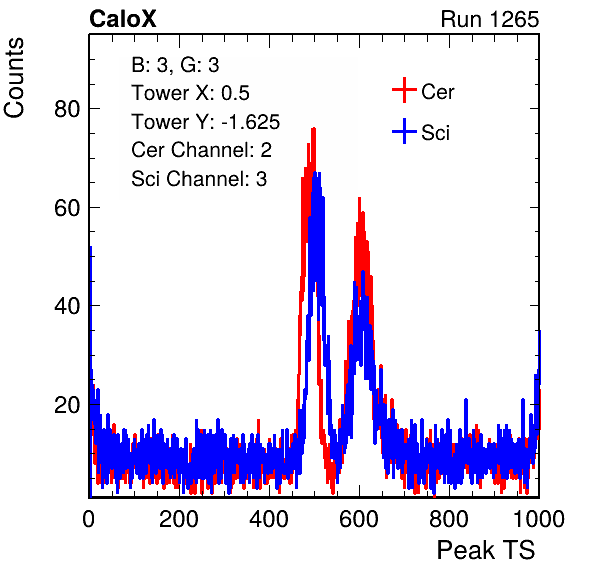 CaloX Run 1265
Counts
B: 3, G: 3
Tower X: 0.5
Tower Y: -1.625
Cer Channel: 2
Sci Channel: 3
Cer
Sci
80
60
40
20
0 200 400 600 800 1000
Peak TS